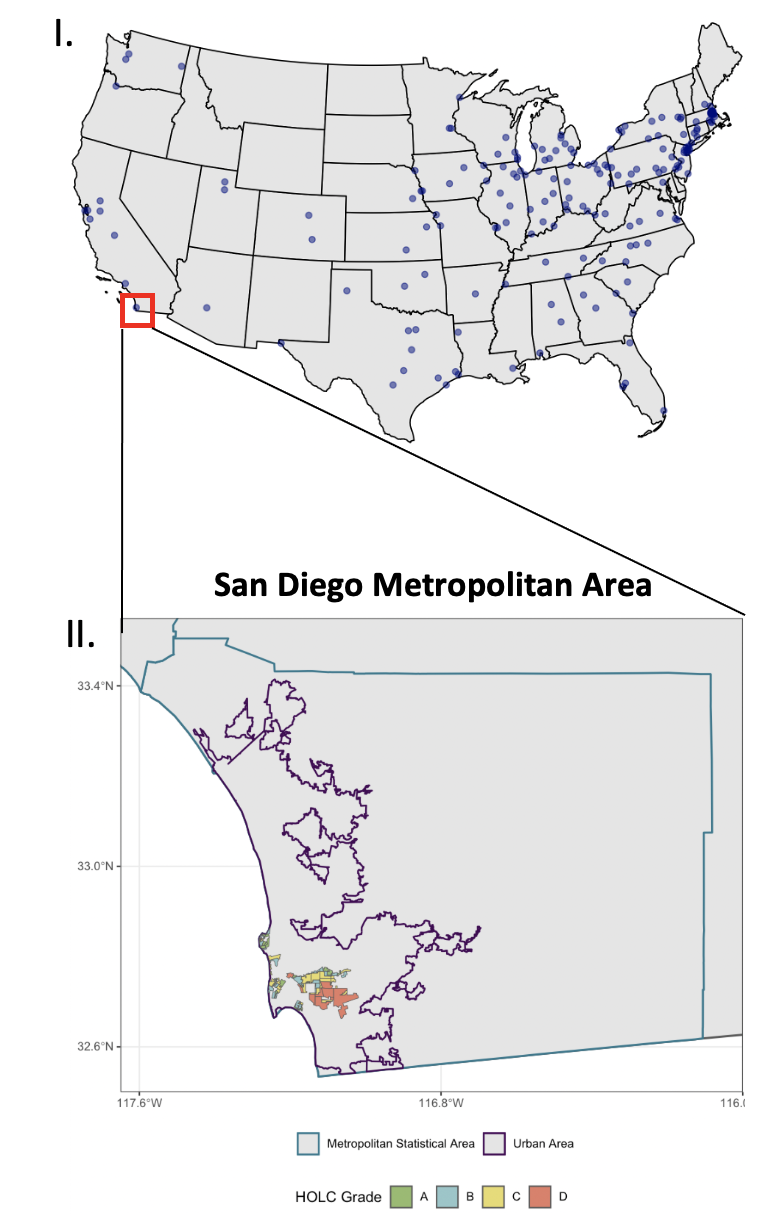 I.
San Diego Metropolitan Area
II.
33.4°N
33.0°N
32.6°N
117.6°W 116.8°W 116.0
Metropolitan Statistical Area Urban Area
HOLC Grade A B C D